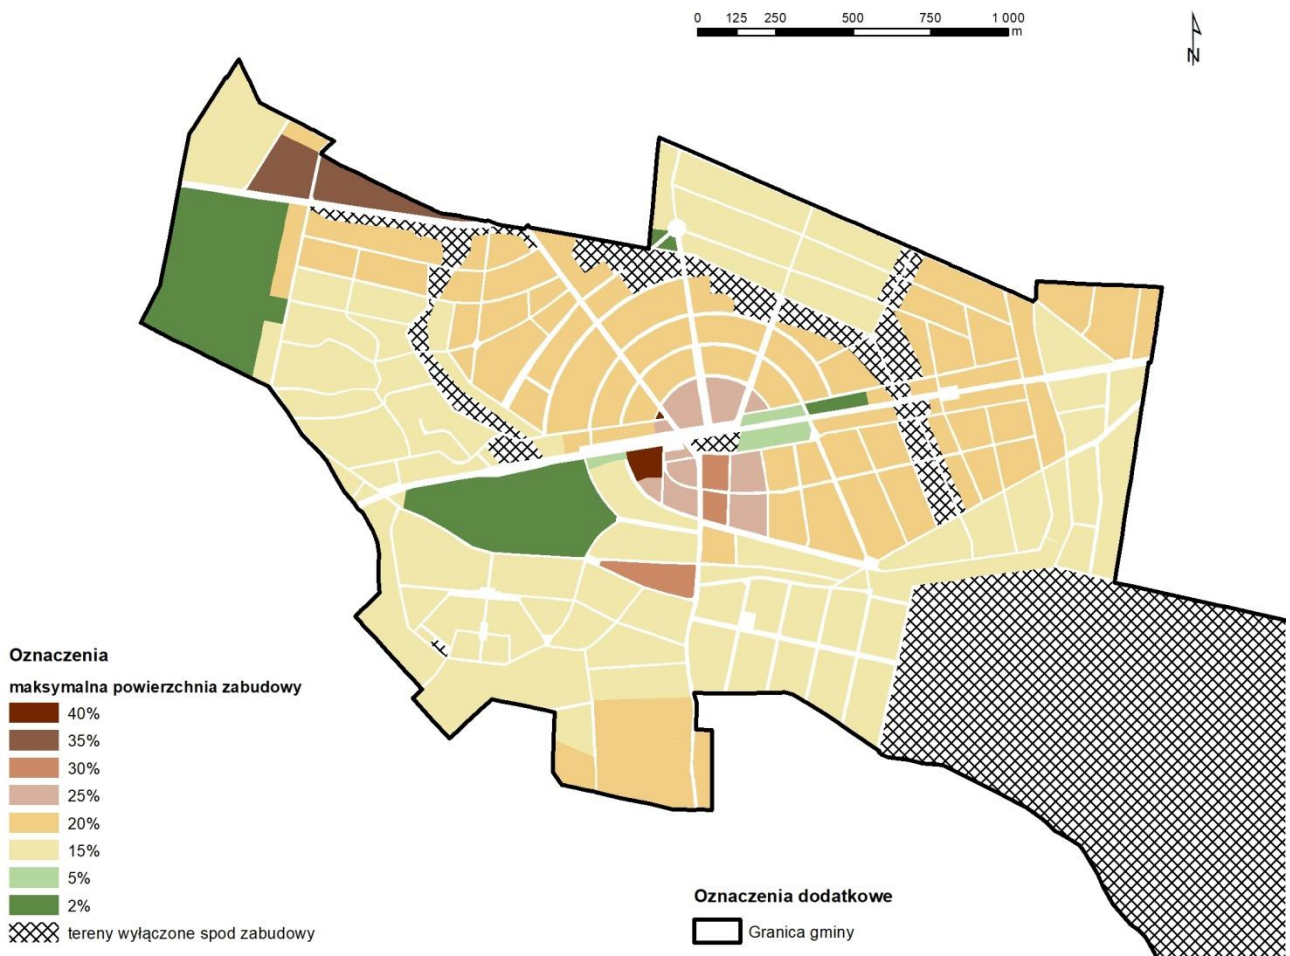 0 125 250 500 750 1 000
m
N
Oznaczenia
maksymalna powierzchnia zabudowy
40%
35%
30%
25%
20%
15%
5%
2%
tereny wyłączone spod zabudowy
Oznaczenia dodatkowe
Granica gminy